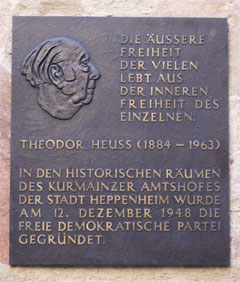 DIE ÄUSSERE
FREIHEIT
DER VIELEN
LEBT AUS
DER INNEREN
FREIHEIT DES
EINZELNEN.
THEODOR HEUSS (1884 – 1963)
IN DEN HISTORISCHEN RÄUMEN
DES KURMAINZER AMTSHOFES
DER STADT HEPPENHEIM WURDE
AM 12. DEZEMBER 1948 DIE
FREIE DEMOKRATISCHE PARTEI
GEGRÜNDET.